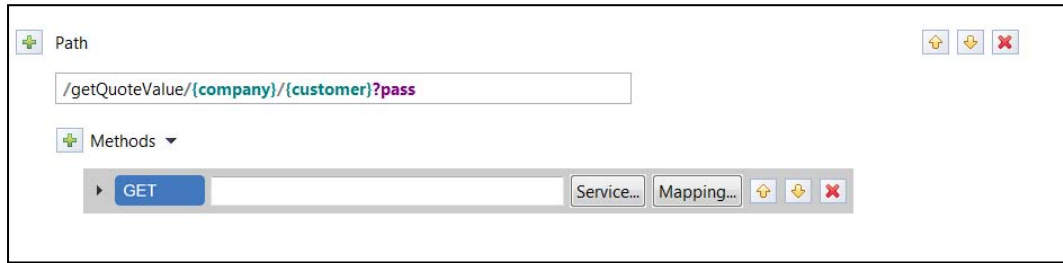 Path
/getQuoteValue/{company}/{customer}?pass
Methods
GET Service... Mapping...